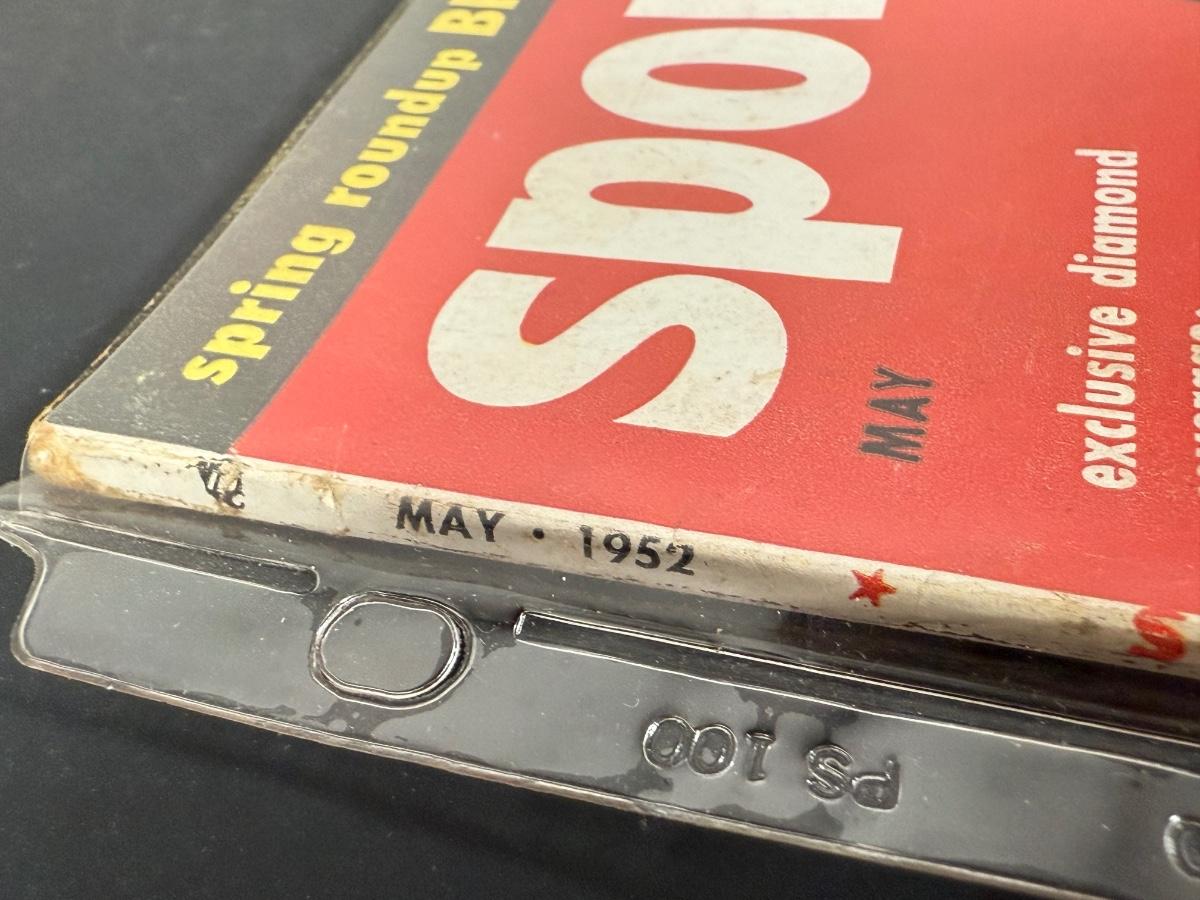 spring roundup
spo
MAY
exclusive diamond
MAY · 1952
PS 100